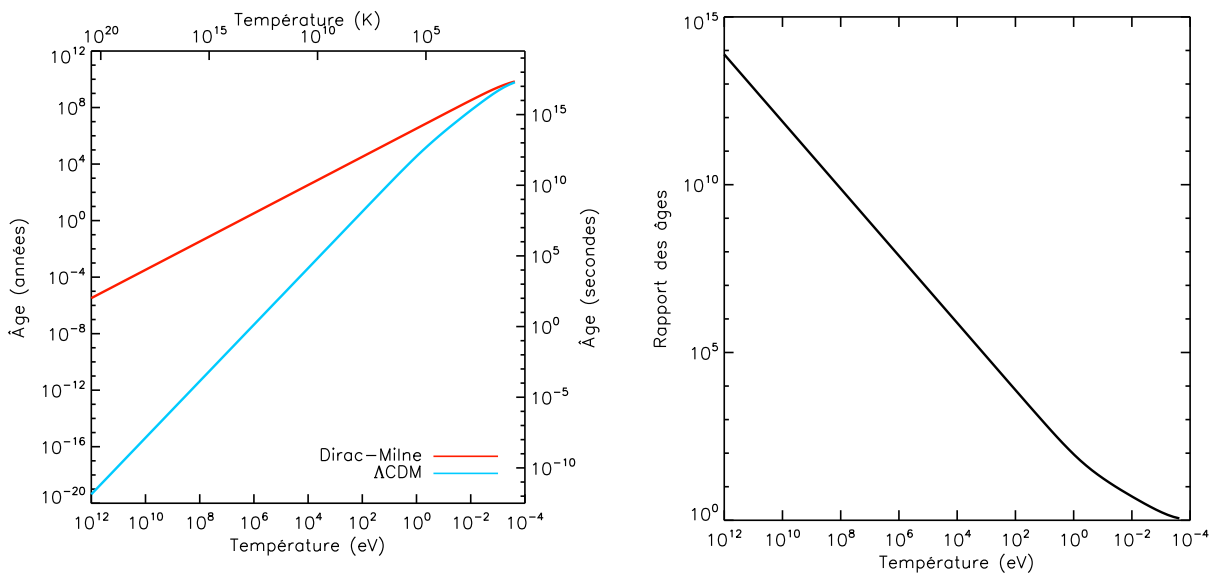 Température (K)
10^20 10^15 10^10 10^5
10^12
10^8
10^4
10^0
10^-4
10^-8
10^-12
10^-16
10^-20
Âge (années)
10^15
10^10
10^5
10^0
10^-5
10^-10
Âge (secondes)
Dirac-Milne
ΛCDM
10^12 10^10 10^8 10^6 10^4 10^2 10^0 10^-2 10^-4
Température (eV)
10^15
10^10
10^5
10^0
Rapport des âges
10^12 10^10 10^8 10^6 10^4 10^2 10^0 10^-2 10^-4
Température (eV)